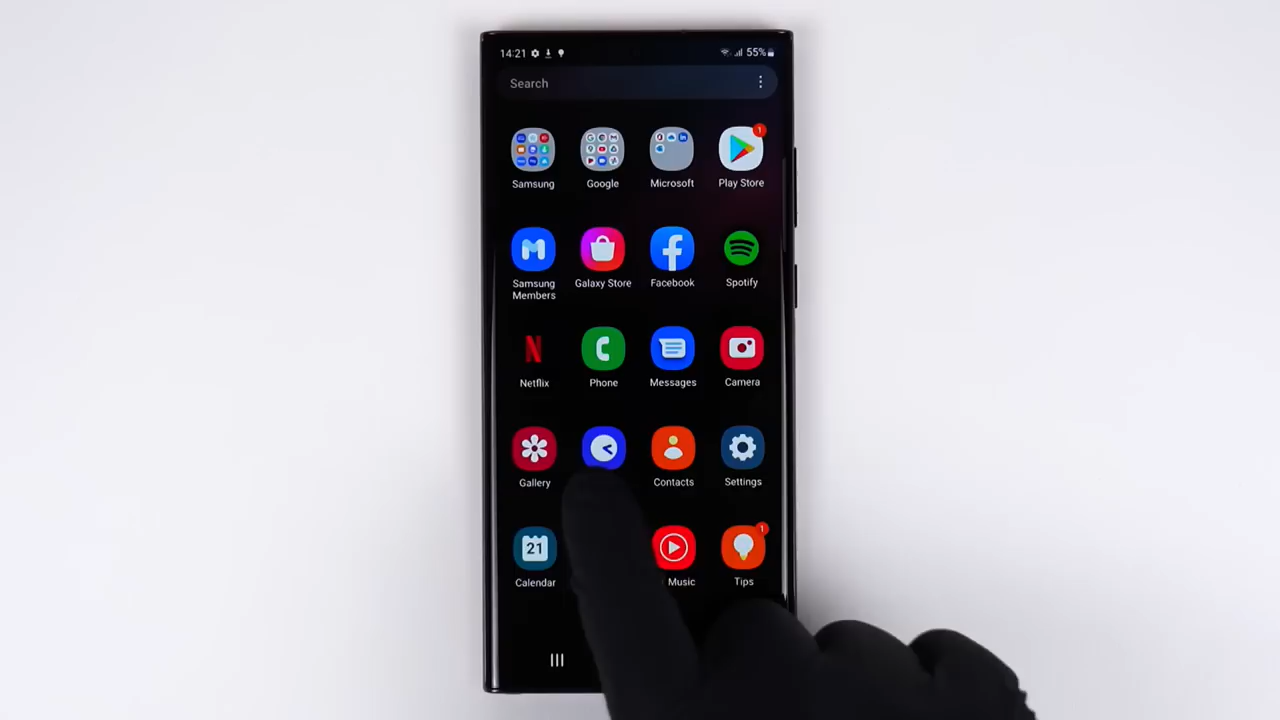 14:21 55%
Search
Samsung Google Microsoft Play Store
1
Samsung Members Galaxy Store Facebook Spotify
Netflix Phone Messages Camera
Gallery Contacts Settings
21
1
Calendar Music Tips